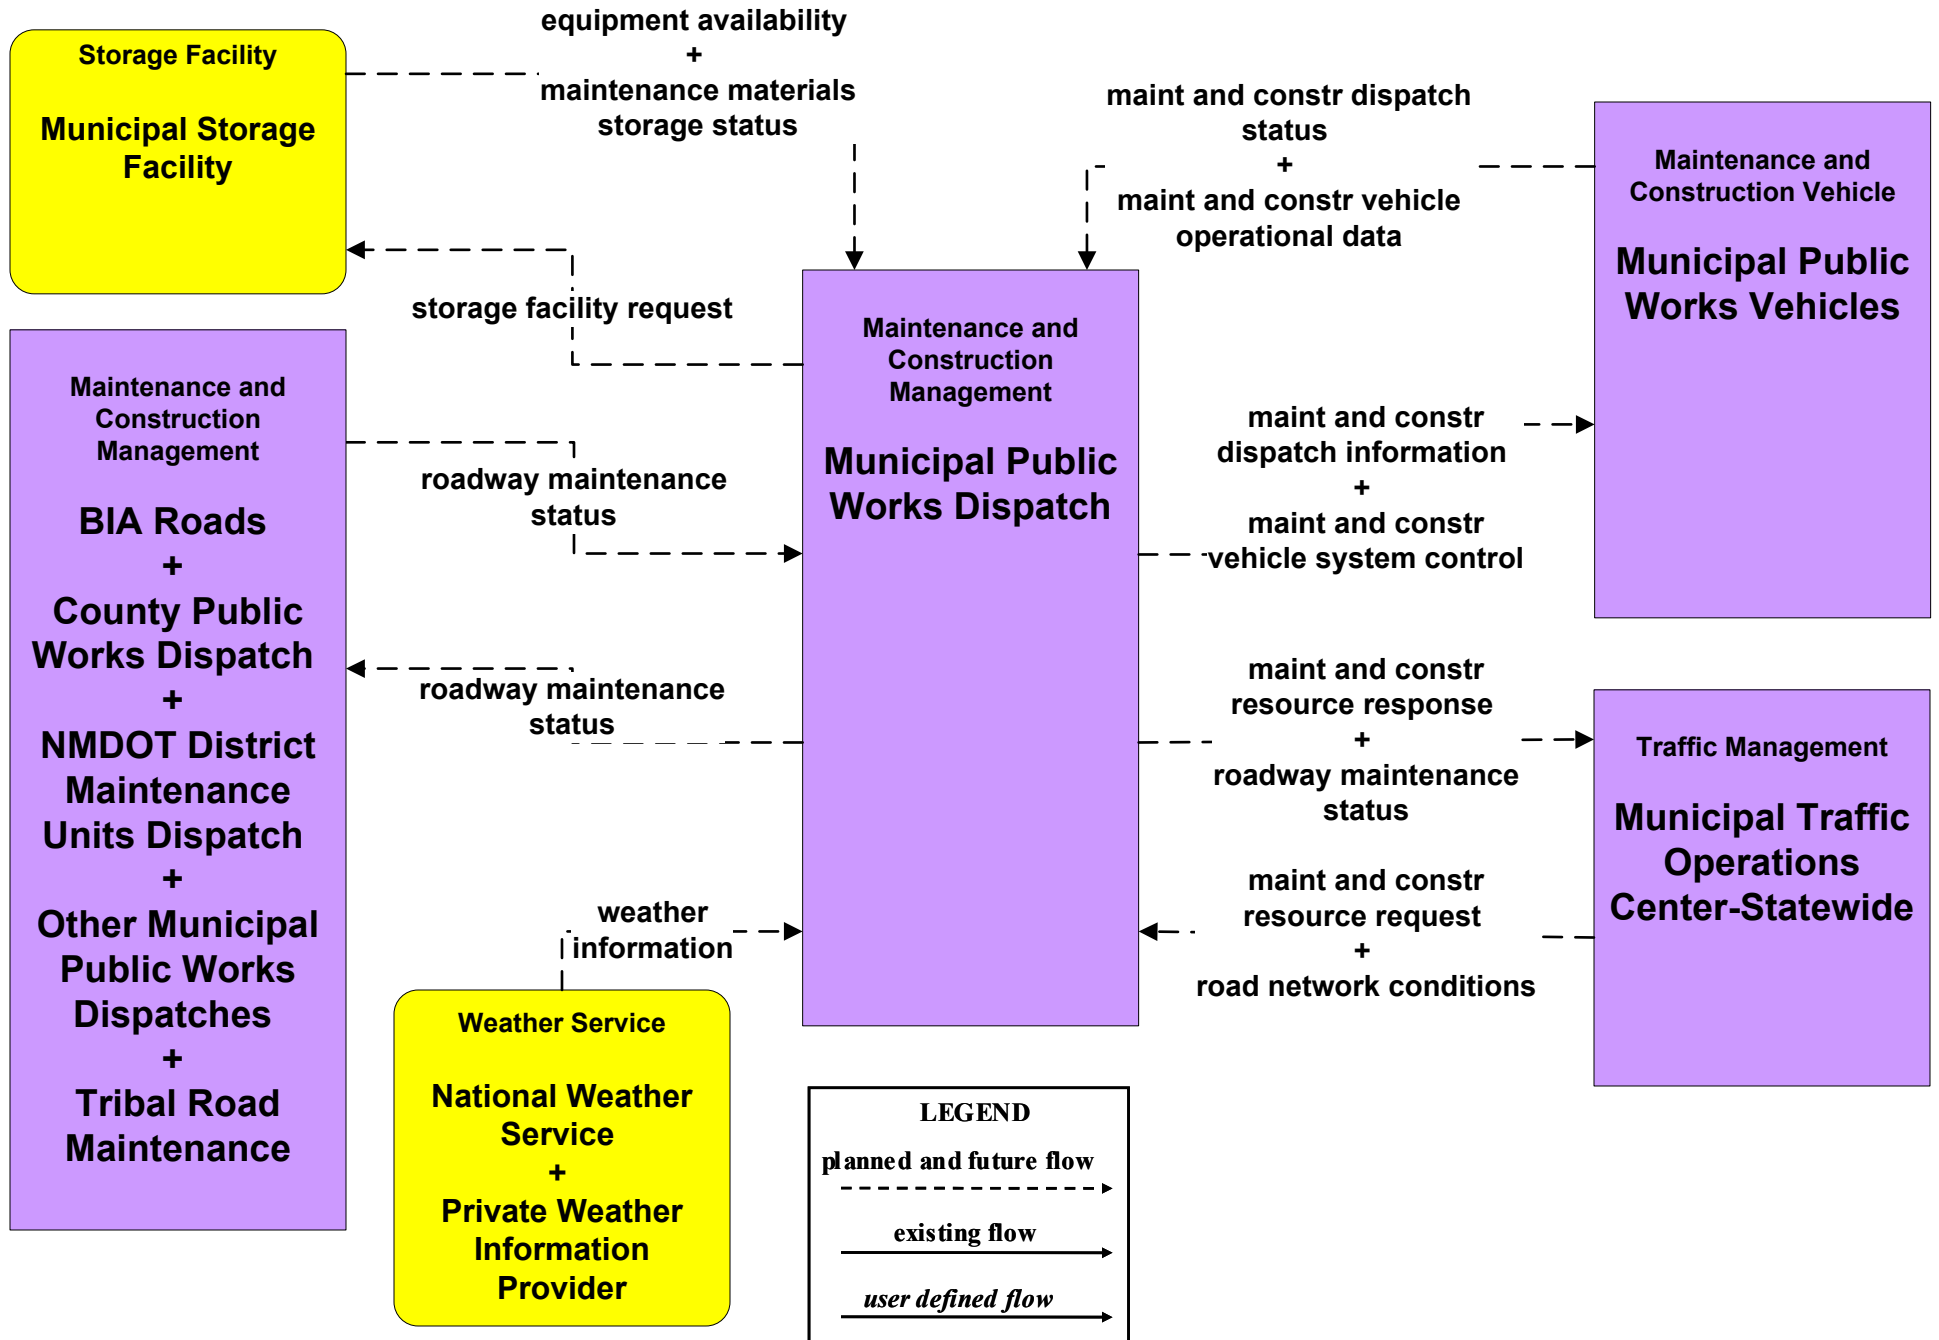 equipment availability
+
maintenance materials
storage status
Storage Facility
Municipal Storage
Facility
maint and constr dispatch
status
+
maint and constr vehicle
operational data
Maintenance and
Construction Vehicle
Municipal Public
Works Vehicles
storage facility request
Maintenance and
Construction
Management
Municipal Public
Works Dispatch
Maintenance and
Construction
Management
BIA Roads
+
County Public
Works Dispatch
+
NMDOT District
Maintenance
Units Dispatch
+
Other Municipal
Public Works
Dispatches
+
Tribal Road
Maintenance
roadway maintenance
status
roadway maintenance
status
maint and constr
dispatch information
+
maint and constr
vehicle system control
maint and constr
resource response
+
roadway maintenance
status
Traffic Management
Municipal Traffic
Operations
Center-Statewide
maint and constr
resource request
+
road network conditions
weather
information
Weather Service
National Weather
Service
+
Private Weather
Information
Provider
LEGEND
planned and future flow
existing flow
user defined flow